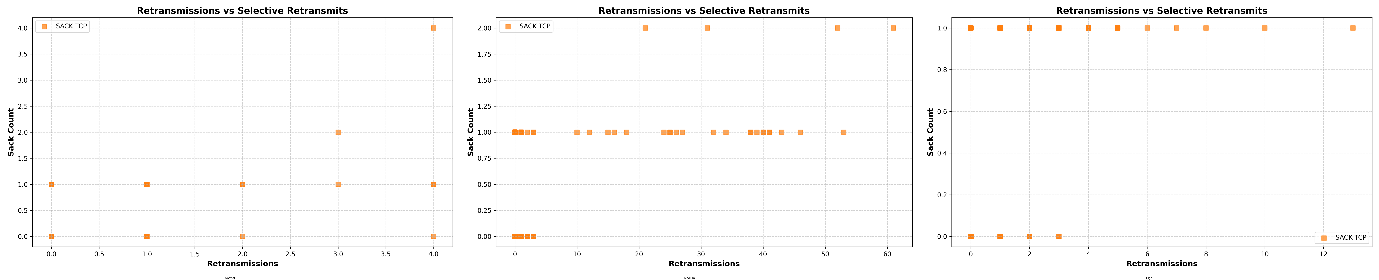 Retransmissions vs Selective Retransmits
SACK TCP
Sack Count
4.0
3.5
3.0
2.5
2.0
1.5
1.0
0.5
0.0
0.0 0.5 1.0 1.5 2.0 2.5 3.0 3.5 4.0
Retransmissions
Retransmissions vs Selective Retransmits
SACK TCP
Sack Count
2.00
1.75
1.50
1.25
1.00
0.75
0.50
0.25
0.00
0 10 20 30 40 50 60
Retransmissions
Retransmissions vs Selective Retransmits
Sack Count
1.0
0.8
0.6
0.4
0.2
0.0
SACK TCP
0 2 4 6 8 10 12
Retransmissions